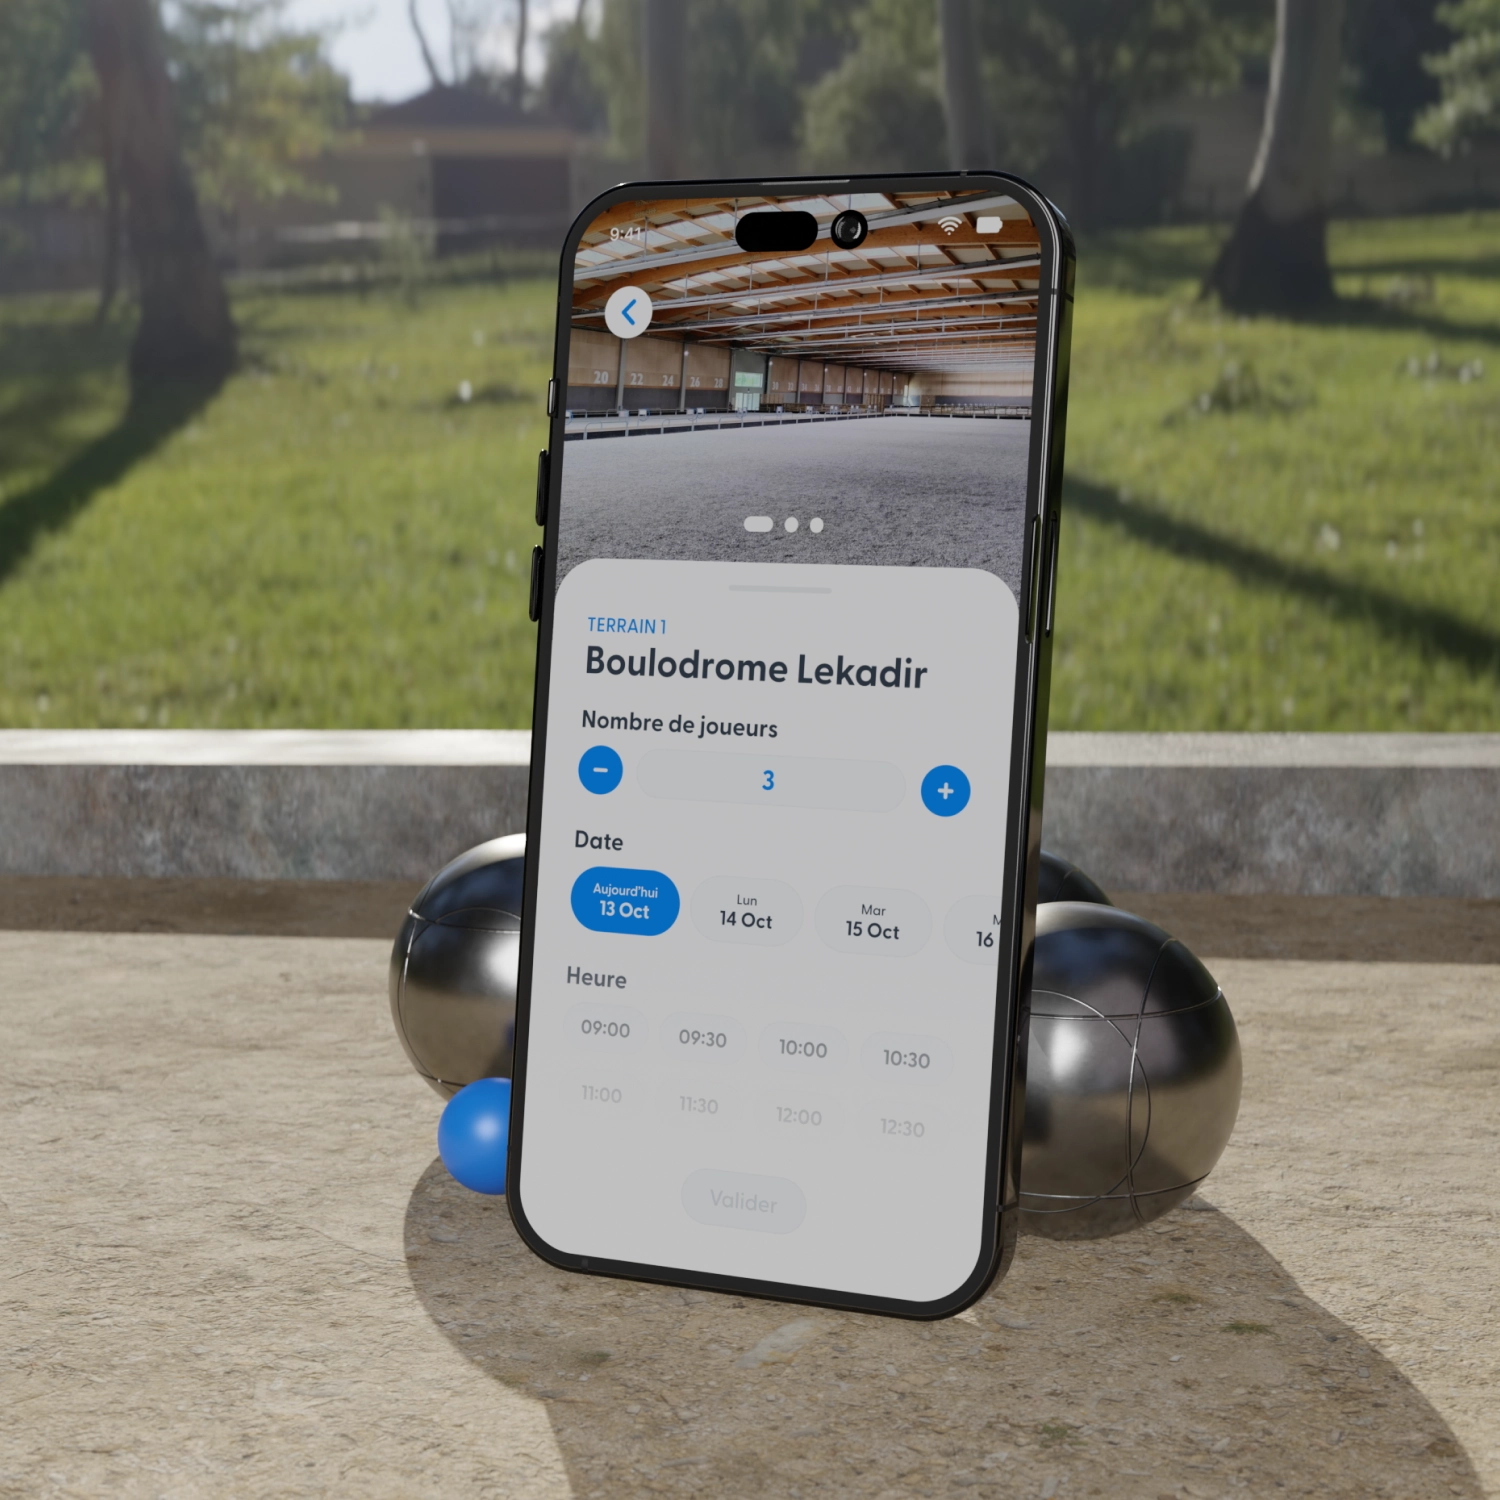 9:41
20 22 24 26 28
TERRAIN 1
Boulodrome Lekadir
Nombre de joueurs
3
Date
Aujourd'hui
13 Oct
Lun
14 Oct
Mar
15 Oct
16
Heure
09:00 09:30 10:00 10:30
11:00 11:30 12:00 12:30
Valider